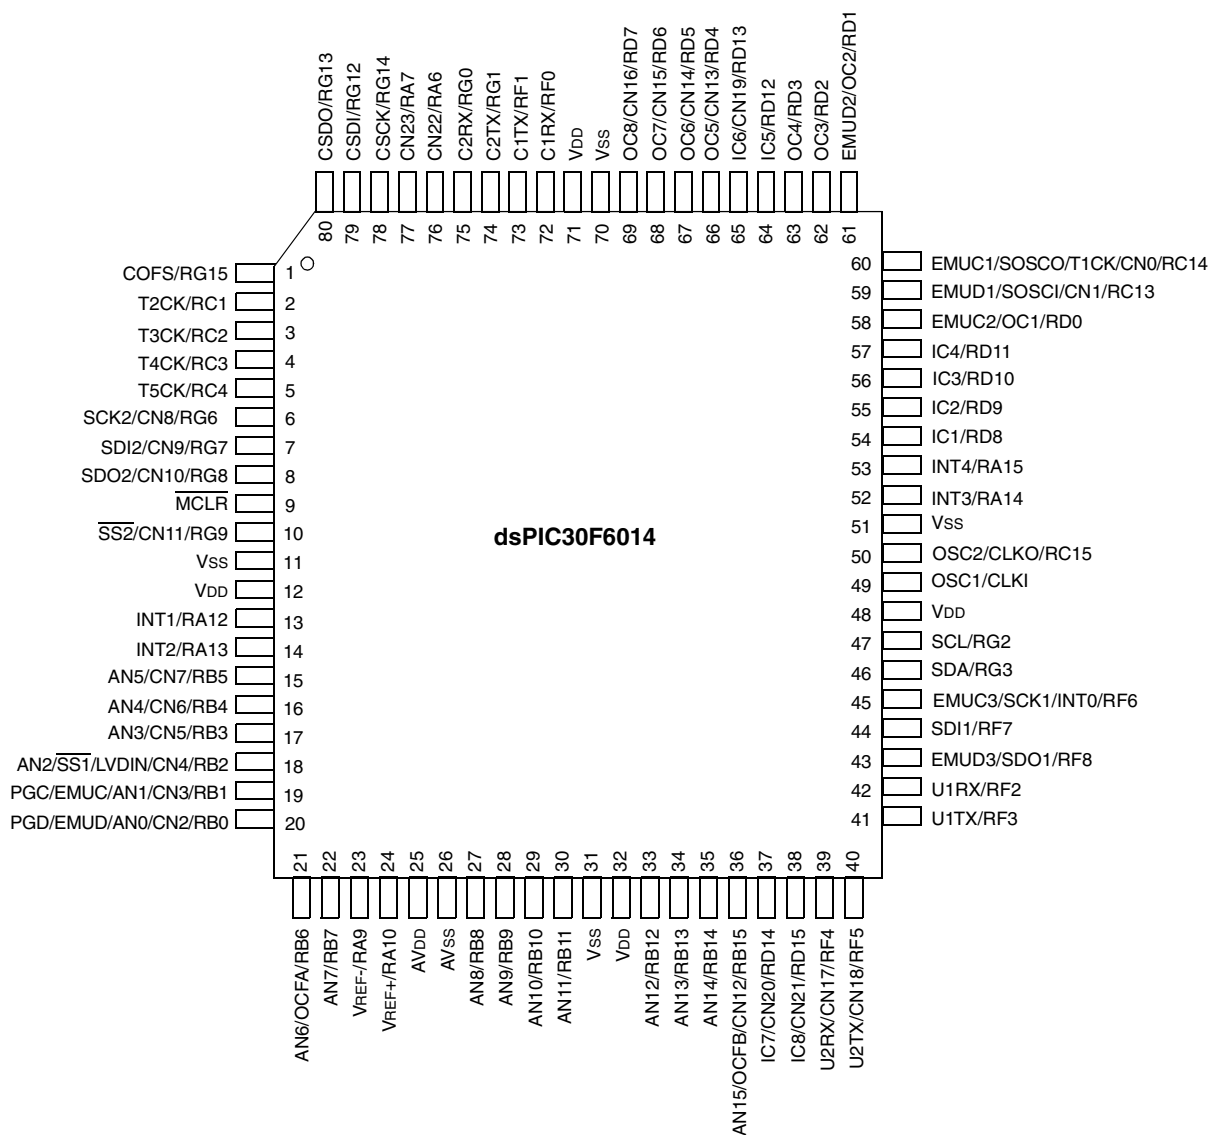 CSDO/RG13
CSDI/RG12
CSCK/RG14
CN23/RA7
CN22/RA6
C2RX/RG0
C2TX/RG1
C1TX/RF1
C1RX/RF0
VDD
VSS
OC8/CN16/RD7
OC7/CN15/RD6
OC6/CN14/RD5
OC5/CN13/RD4
IC6/CN19/RD13
IC5/RD12
OC4/RD3
OC3/RD2
EMUD2/OC2/RD1
80
79
78
77
76
75
74
73
72
71
70
69
68
67
66
65
64
63
62
61
COFS/RG15 1
T2CK/RC1 2
T3CK/RC2 3
T4CK/RC3 4
T5CK/RC4 5
SCK2/CN8/RG6 6
SDI2/CN9/RG7 7
SDO2/CN10/RG8 8
MCLR 9
SS2/CN11/RG9 10
VSS 11
VDD 12
INT1/RA12 13
INT2/RA13 14
AN5/CN7/RB5 15
AN4/CN6/RB4 16
AN3/CN5/RB3 17
AN2/SS1/LVDIN/CN4/RB2 18
PGC/EMUC/AN1/CN3/RB1 19
PGD/EMUD/AN0/CN2/RB0 20
dsPIC30F6014
60 EMUC1/SOSCO/T1CK/CN0/RC14
59 EMUD1/SOSCI/CN1/RC13
58 EMUC2/OC1/RD0
57 IC4/RD11
56 IC3/RD10
55 IC2/RD9
54 IC1/RD8
53 INT4/RA15
52 INT3/RA14
51 VSS
50 OSC2/CLKO/RC15
49 OSC1/CLKI
48 VDD
47 SCL/RG2
46 SDA/RG3
45 EMUC3/SCK1/INT0/RF6
44 SDI1/RF7
43 EMUD3/SDO1/RF8
42 U1RX/RF2
41 U1TX/RF3
21
22
23
24
25
26
27
28
29
30
31
32
33
34
35
36
37
38
39
40
AN6/OCFA/RB6
AN7/RB7
VREF-/RA9
VREF+/RA10
AVDD
AVSS
AN8/RB8
AN9/RB9
AN10/RB10
AN11/RB11
VSS
VDD
AN12/RB12
AN13/RB13
AN14/RB14
AN15/OCFB/CN12/RB15
IC7/CN20/RD14
IC8/CN21/RD15
U2RX/CN17/RF4
U2TX/CN18/RF5